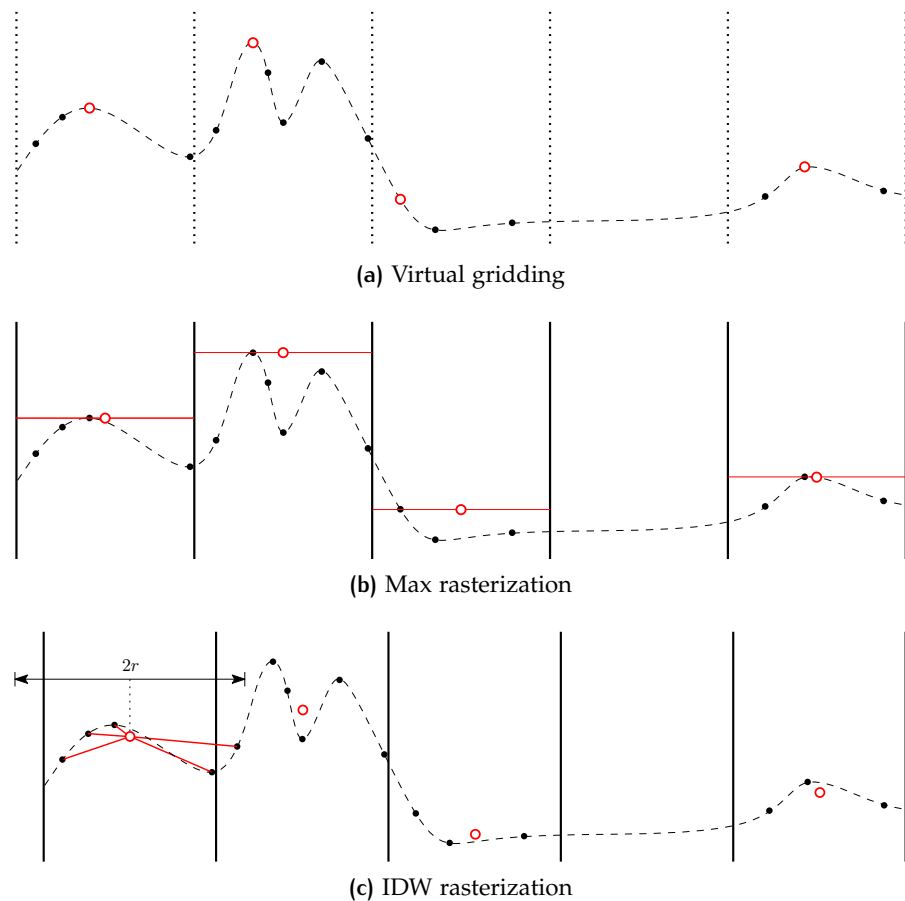 (a) Virtual gridding
(b) Max rasterization
2r
(c) IDW rasterization